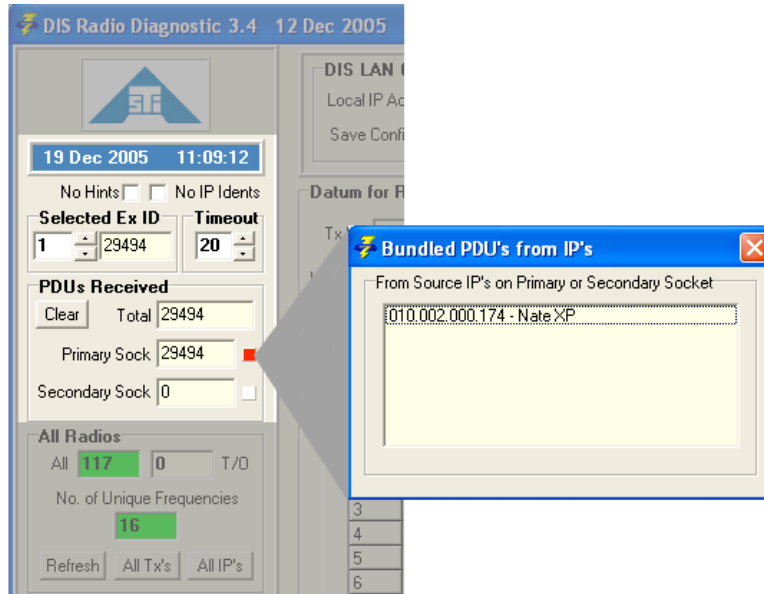 DIS Radio Diagnostic 3.4 12 Dec 2005
STi
DIS LAN
Local IP
Save Conf
19 Dec 2005 11:09:12
No Hints No IP Idents
Datum for
Selected Ex ID Timeout
1 29494 20
Tx
Bundled PDU's from IP's
From Source IP's on Primary or Secondary Socket
010.002.000.174 - Nate XP
PDUs Received
Clear Total 29494
Primary Sock 29494
Secondary Sock 0
All Radios
All 117 0 T/O
No. of Unique Frequencies
16
Refresh All Tx's All IP's
3
4
5
6